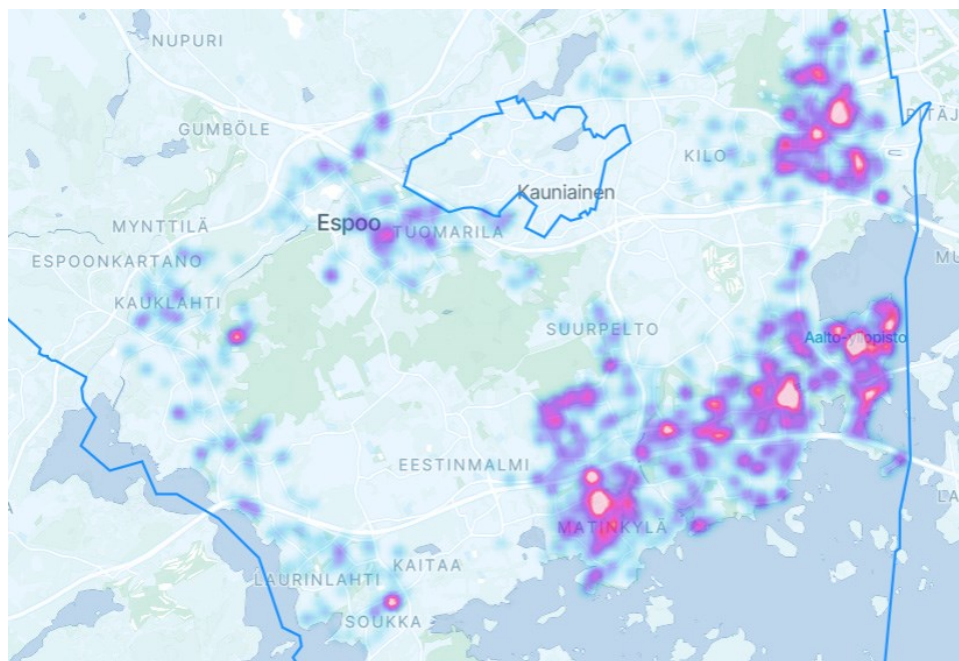 NUPURI
GUMBÖLE
KILO
Kauniainen
MYNTTILÄ
Espoo
TUOMARILA
ESPOONKARTANO
KAUKLAHTI
SUURPELTO
Aalto-yliopisto
EESTINMALMI
MATINKYLÄ
KAITAA
LAURINLAHTI
SOUKKA